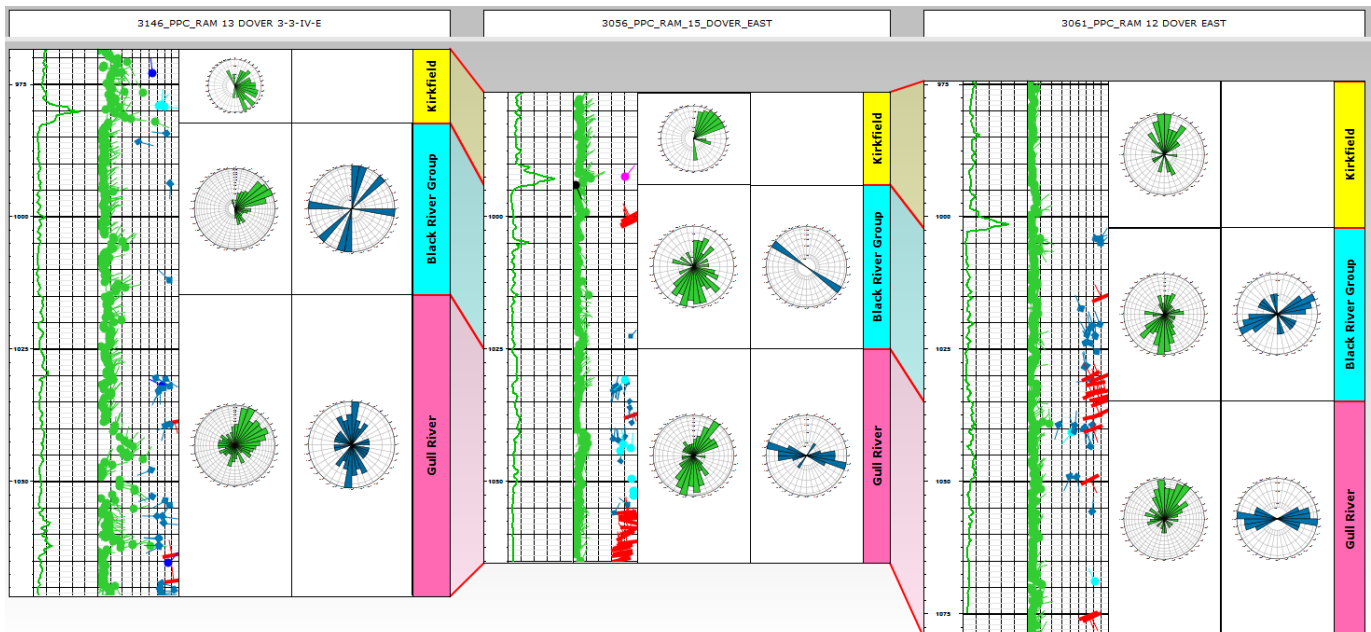 3146_PPC_RAM 13 DOVER 3-3-IV-E
3056_PPC_RAM_15_DOVER_EAST
3061_PPC_RAM 12 DOVER EAST
975
1000
1025
1050
Kirkfield
Black River Group
Gull River
1000
1025
1050
Kirkfield
Black River Group
Gull River
975
1000
1025
1050
1075
Kirkfield
Black River Group
Gull River